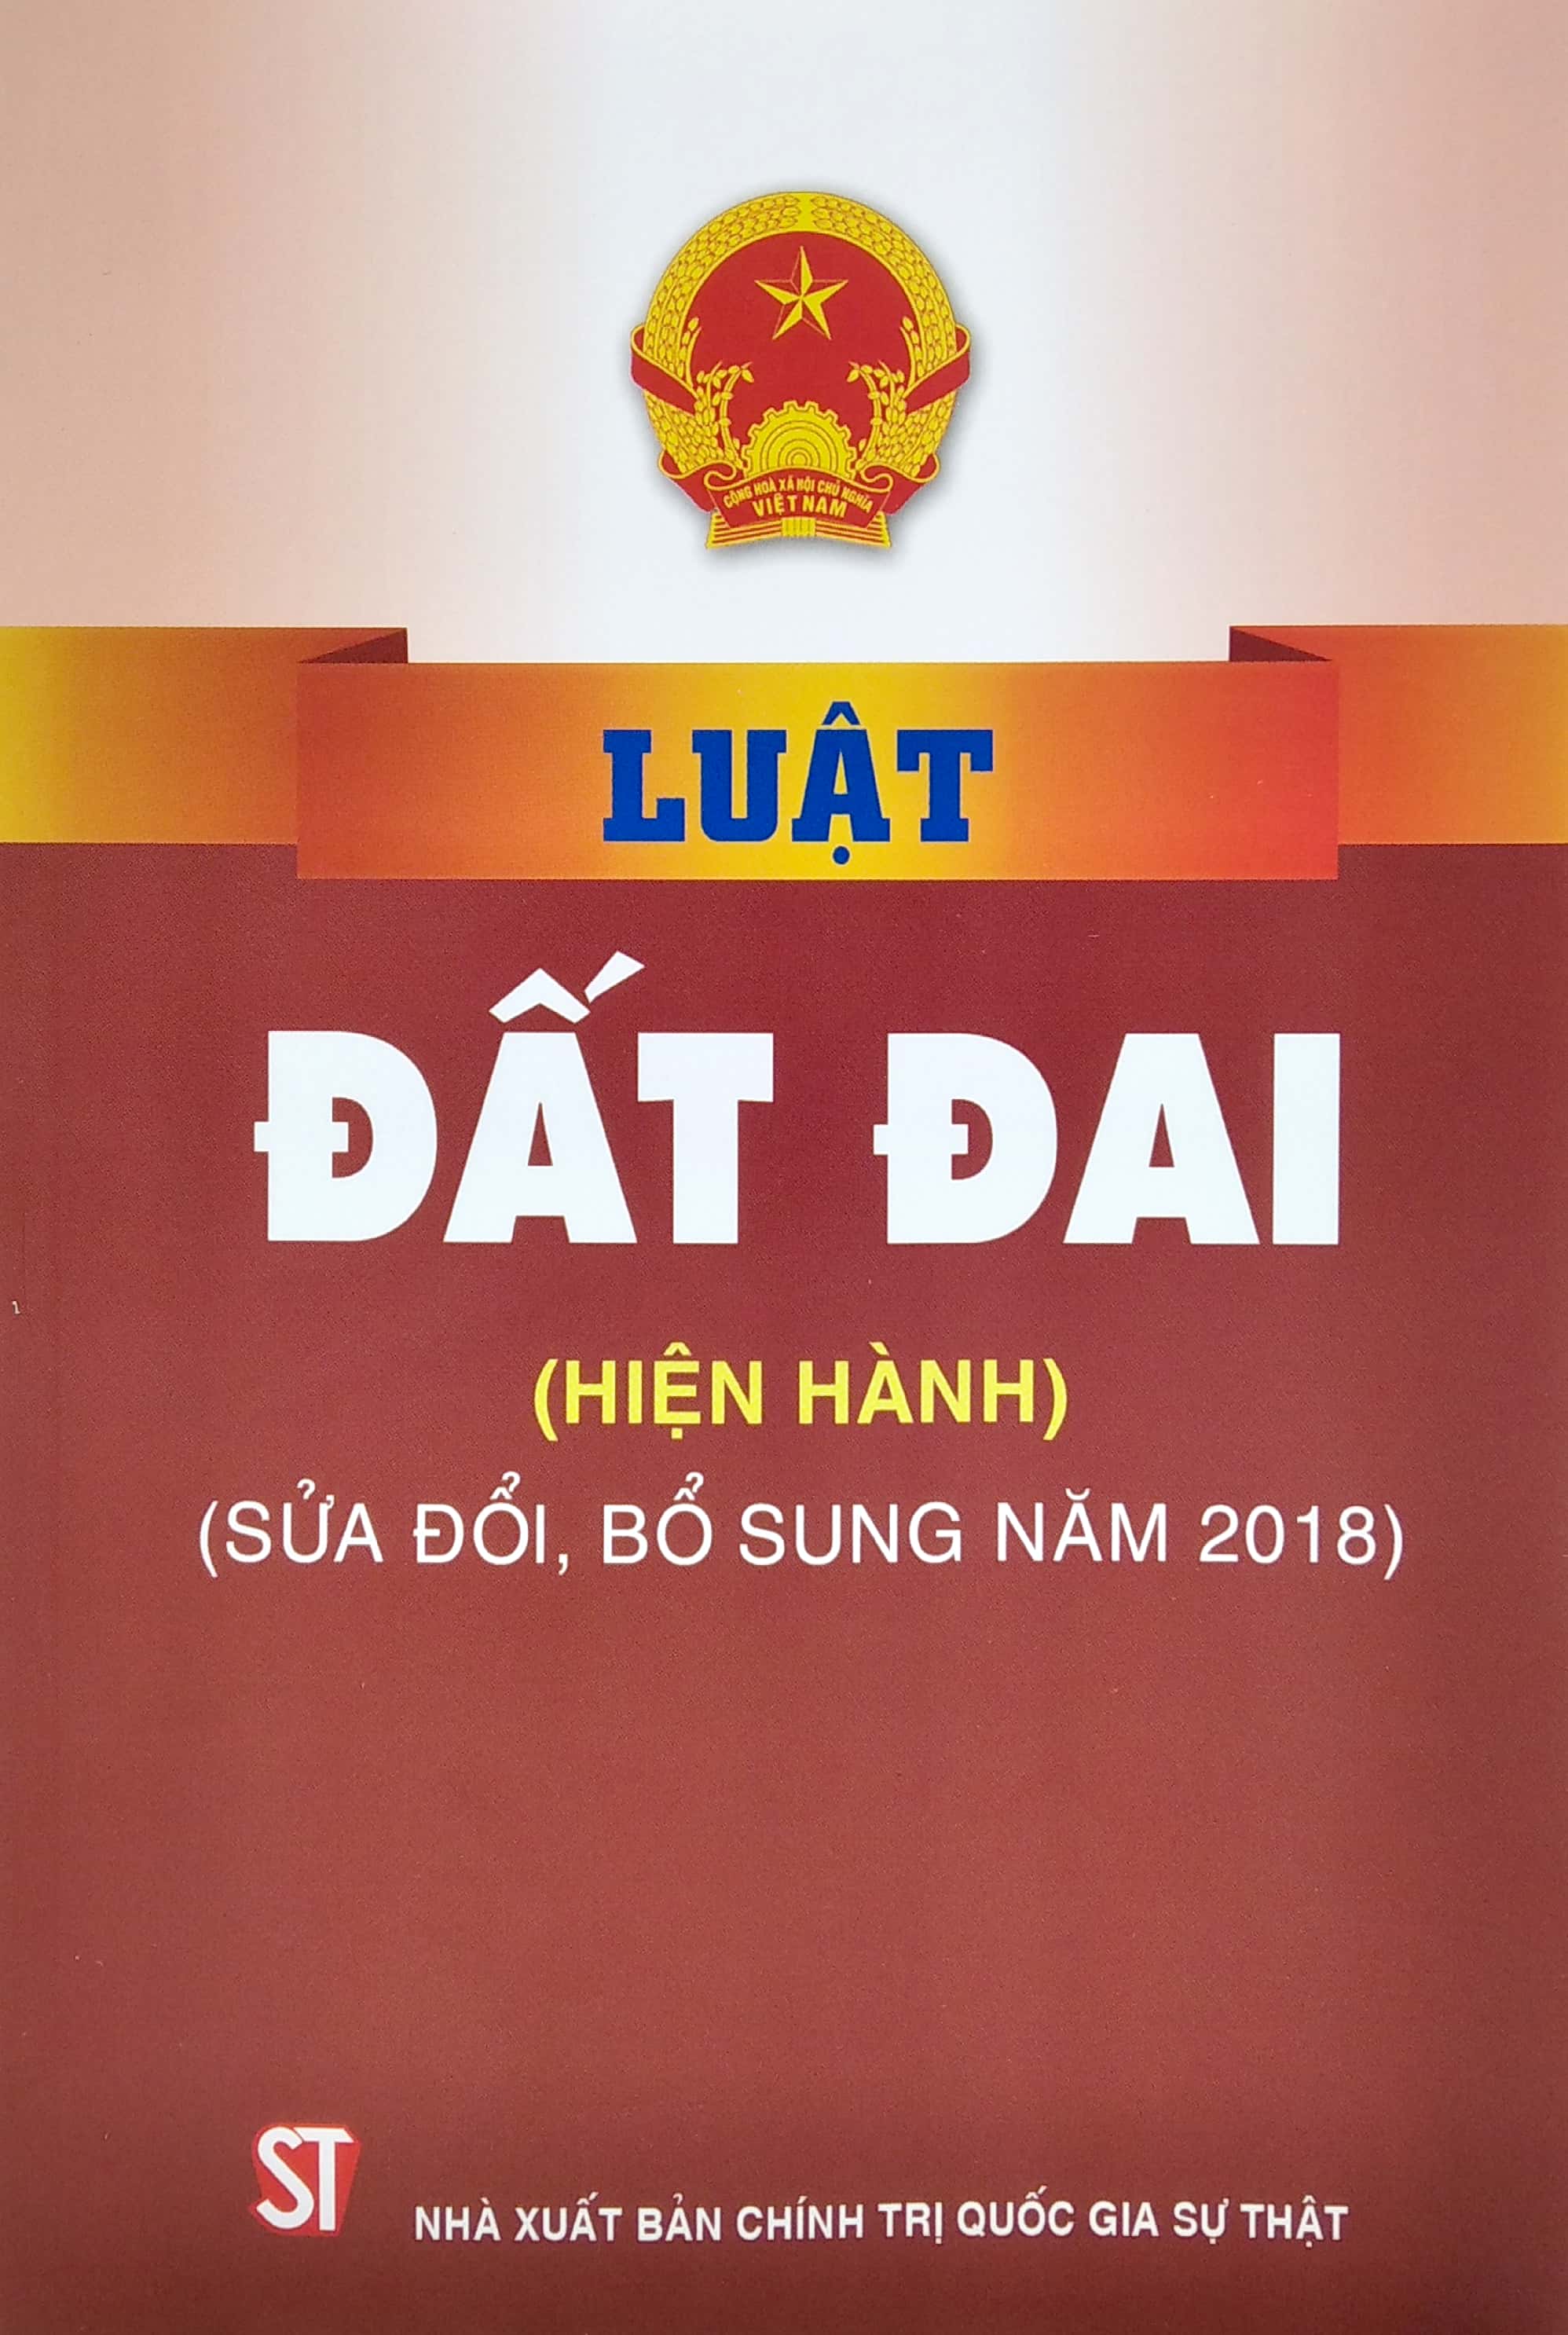 CỘNG HOÀ XÃ HỘI CHỦ NGHĨA
VIỆT NAM
LUẬT
ĐẤT ĐAI
(HIỆN HÀNH)
(SỬA ĐỔI, BỔ SUNG NĂM 2018)
ST
NHÀ XUẤT BẢN CHÍNH TRỊ QUỐC GIA SỰ THẬT